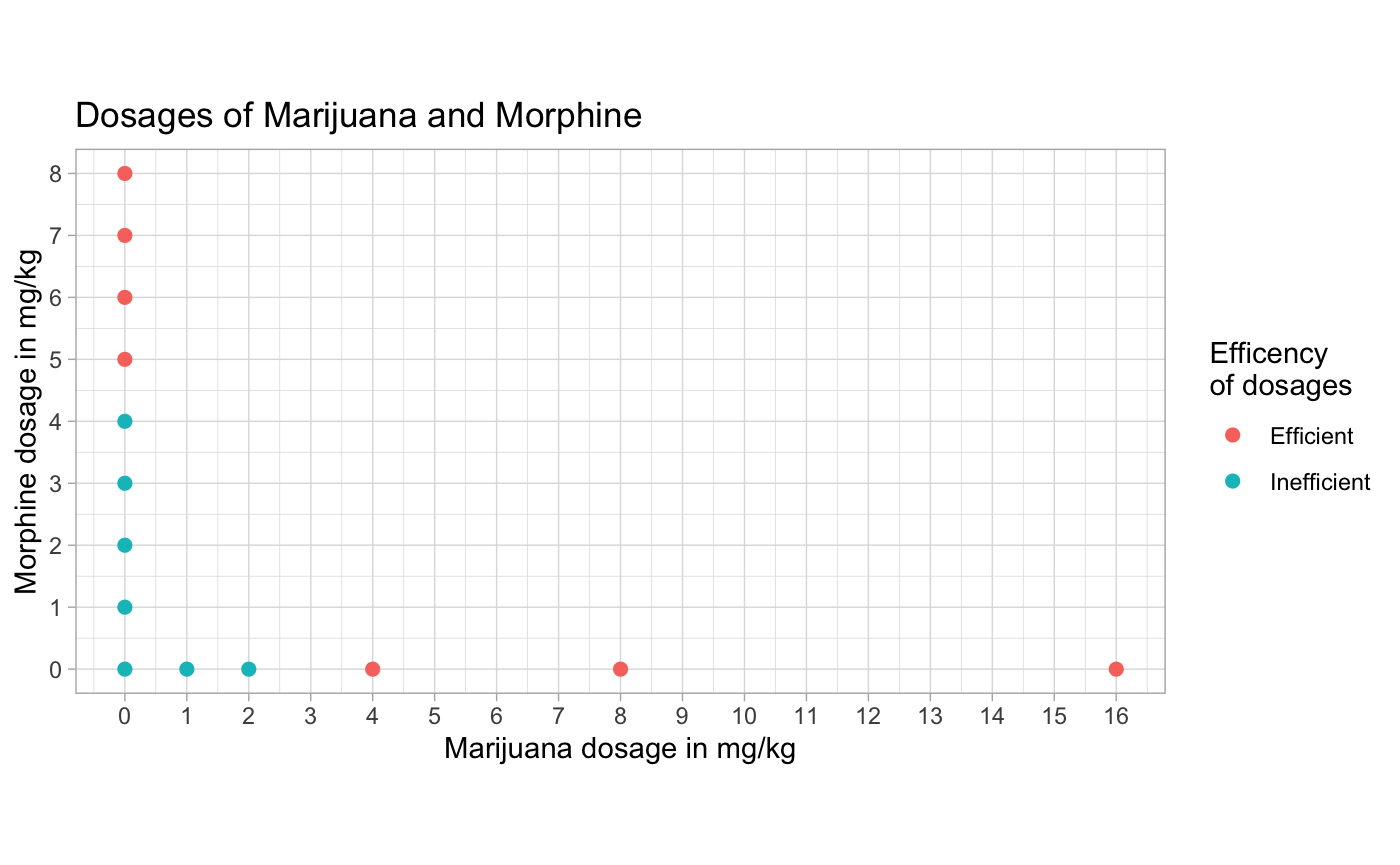 Dosages of Marijuana and Morphine
8
7
6
5
4
3
2
1
0
Morphine dosage in mg/kg
0 1 2 3 4 5 6 7 8 9 10 11 12 13 14 15 16
Marijuana dosage in mg/kg
Efficency
of dosages
Efficient
Inefficient